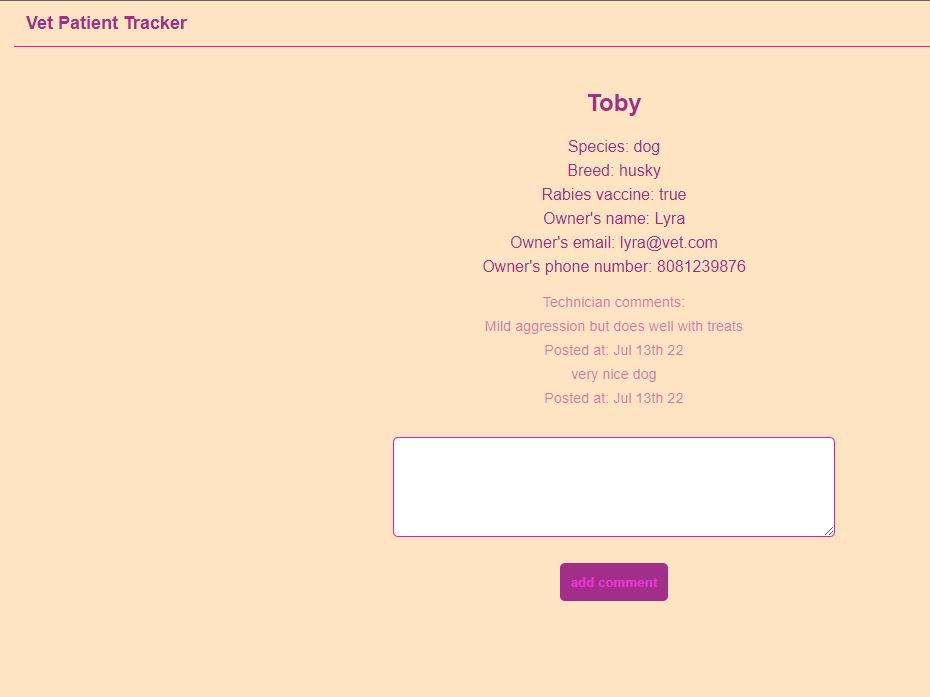 Vet Patient Tracker
Toby
Species: dog
Breed: husky
Rabies vaccine: true
Owner's name: Lyra
Owner's email: lyra@vet.com
Owner's phone number: 8081239876
Technician comments:
Mild aggression but does well with treats
Posted at: Jul 13th 22
very nice dog
Posted at: Jul 13th 22
add comment